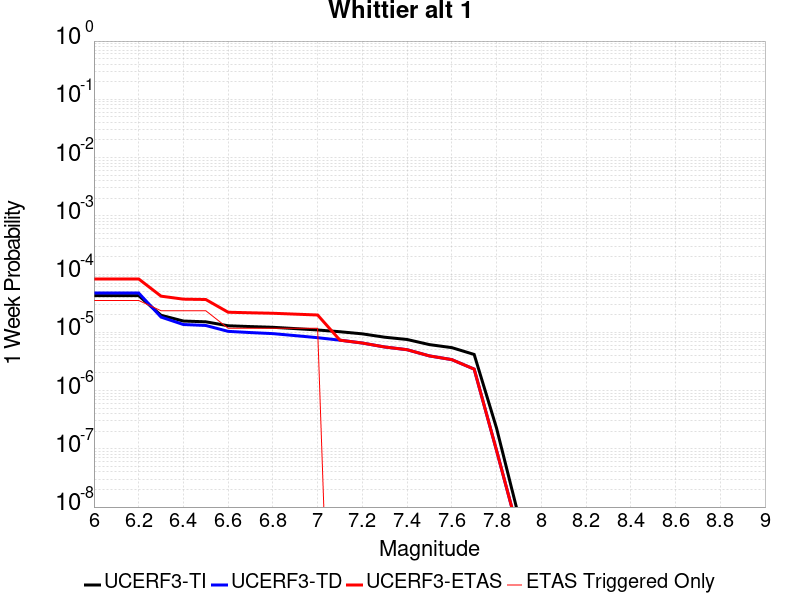 Whittier alt 1
10^0
10^-1
10^-2
10^-3
10^-4
10^-5
10^-6
10^-7
10^-8
1 Week Probability
6 6.2 6.4 6.6 6.8 7 7.2 7.4 7.6 7.8 8 8.2 8.4 8.6 8.8 9
Magnitude
UCERF3-TI UCERF3-TD UCERF3-ETAS ETAS Triggered Only